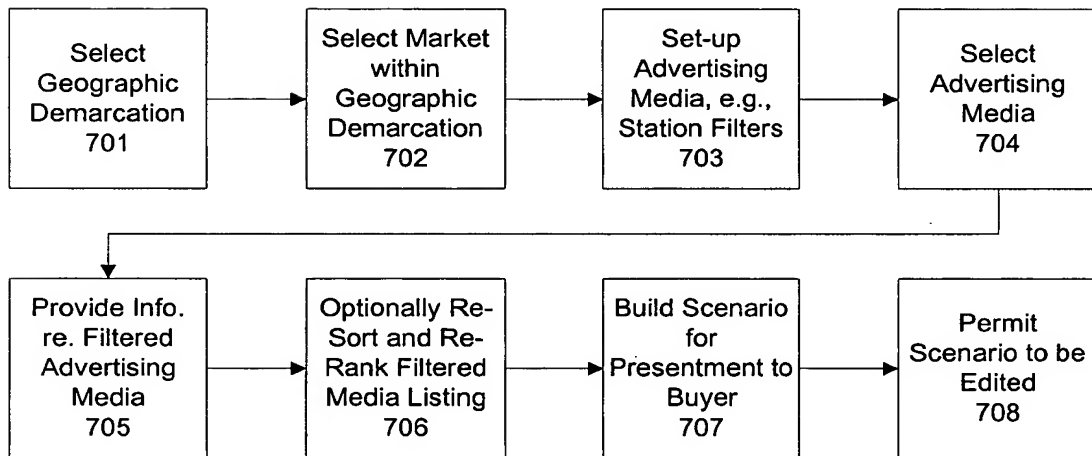 Select
Geographic
Demarcation
701
Select Market
within
Geographic
Demarcation
702
Set-up
Advertising
Media, e.g.,
Station Filters
703
Select
Advertising
Media
704
Provide Info.
re. Filtered
Advertising
Media
705
Optionally Re-
Sort and Re-
Rank Filtered
Media Listing
706
Build Scenario
for
Presentment to
Buyer
707
Permit
Scenario to be
Edited
708